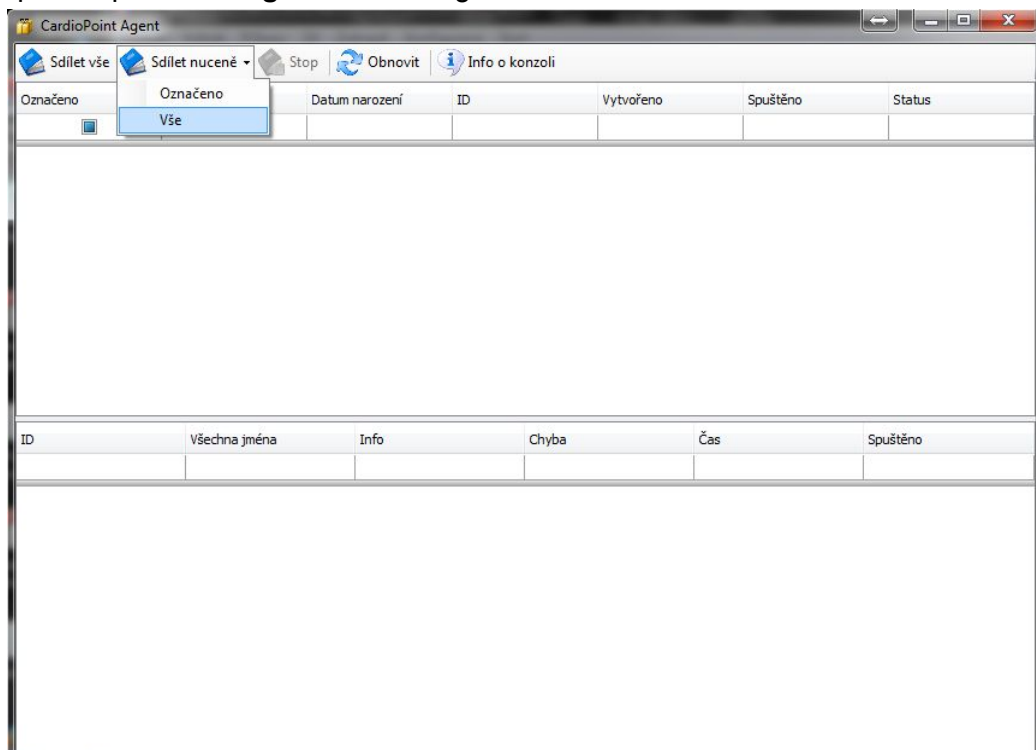 CardioPoint Agent
Sdílet vše Sdílet nuceně Stop Obnovit Info o konzoli
Označeno
Vše
Označeno Datum narození ID Vytvořeno Spuštěno Status
ID Všechna jména Info Chyba Čas Spuštěno